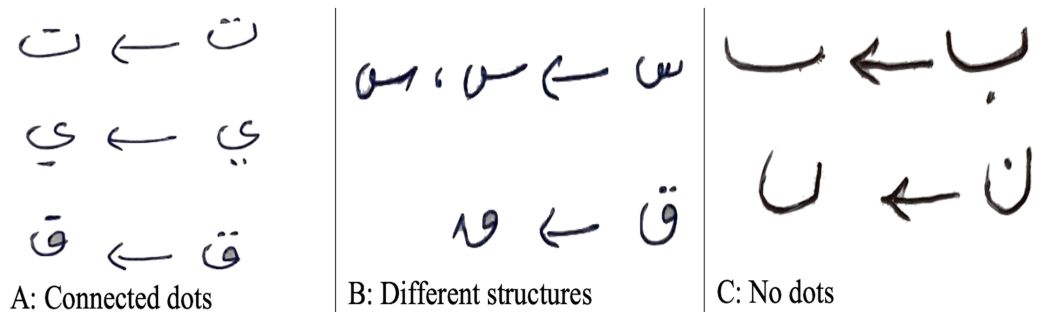 ت ← ت
ي ← ي
ق ← ق
A: Connected dots
س ← س ، س
ق ← ٯ
B: Different structures
ب ← ٮ
ن ← ں
C: No dots